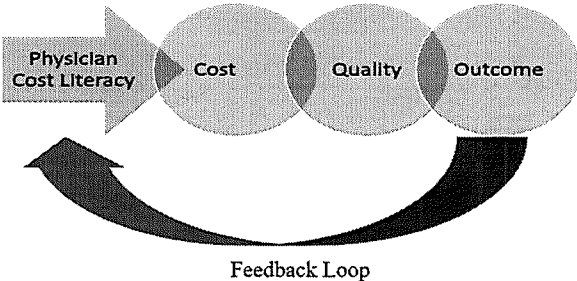 Physician
Cost Literacy
Cost
Quality
Outcome
Feedback Loop